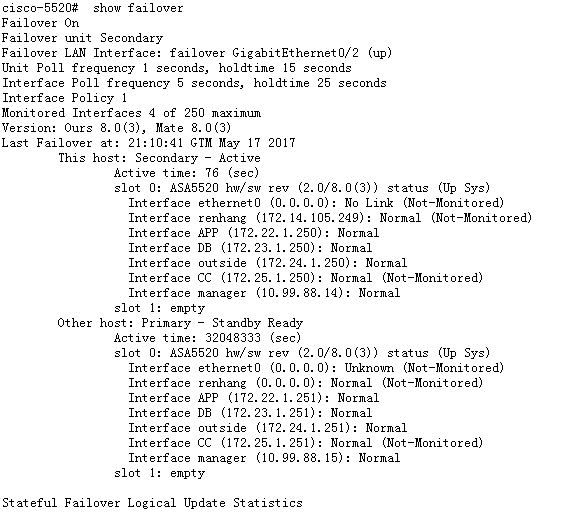 cisco-5520#  show failover
Failover On
Failover unit Secondary
Failover LAN Interface: failover GigabitEthernet0/2 (up)
Unit Poll frequency 1 seconds, holdtime 15 seconds
Interface Poll frequency 5 seconds, holdtime 25 seconds
Interface Policy 1
Monitored Interfaces 4 of 250 maximum
Version: Ours 8.0(3), Mate 8.0(3)
Last Failover at: 21:10:41 GTM May 17 2017
        This host: Secondary - Active
                Active time: 76 (sec)
                slot 0: ASA5520 hw/sw rev (2.0/8.0(3)) status (Up Sys)
                  Interface ethernet0 (0.0.0.0): No Link (Not-Monitored)
                  Interface renhang (172.14.105.249): Normal (Not-Monitored)
                  Interface APP (172.22.1.250): Normal
                  Interface DB (172.23.1.250): Normal
                  Interface outside (172.24.1.250): Normal
                  Interface CC (172.25.1.250): Normal (Not-Monitored)
                  Interface manager (10.99.88.14): Normal
                slot 1: empty
        Other host: Primary - Standby Ready
                Active time: 32048333 (sec)
                slot 0: ASA5520 hw/sw rev (2.0/8.0(3)) status (Up Sys)
                  Interface ethernet0 (0.0.0.0): Unknown (Not-Monitored)
                  Interface renhang (0.0.0.0): Normal (Not-Monitored)
                  Interface APP (172.22.1.251): Normal
                  Interface DB (172.23.1.251): Normal
                  Interface outside (172.24.1.251): Normal
                  Interface CC (172.25.1.251): Normal (Not-Monitored)
                  Interface manager (10.99.88.15): Normal
                slot 1: empty
Stateful Failover Logical Update Statistics